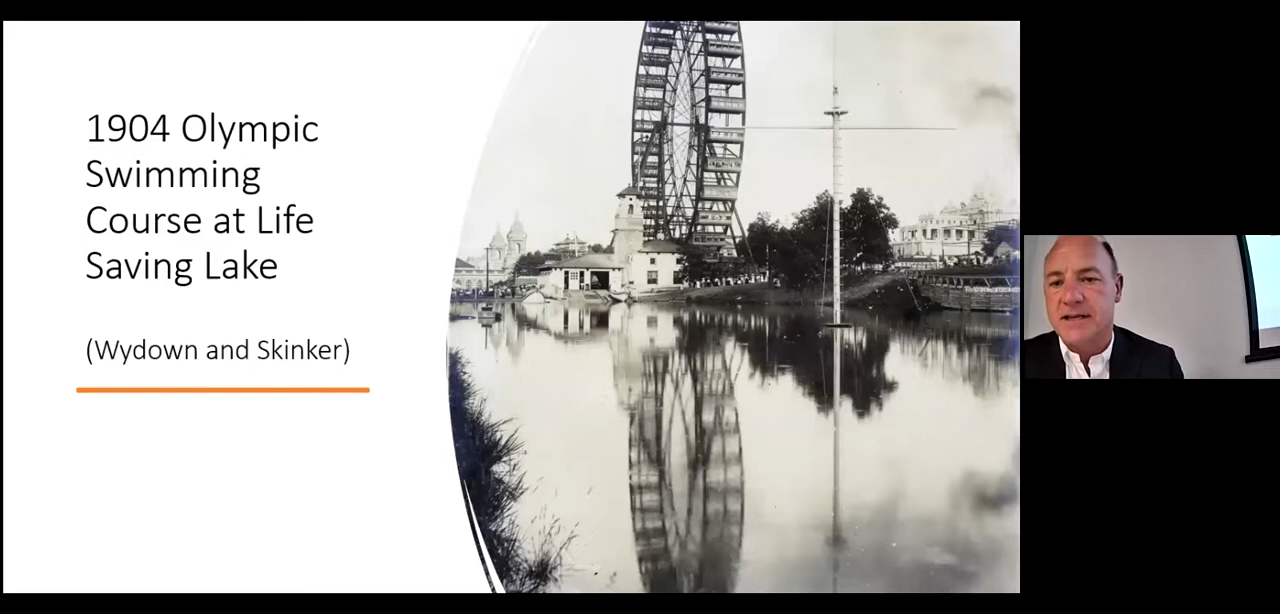 1904 Olympic
Swimming
Course at Life
Saving Lake
(Wydown and Skinker)